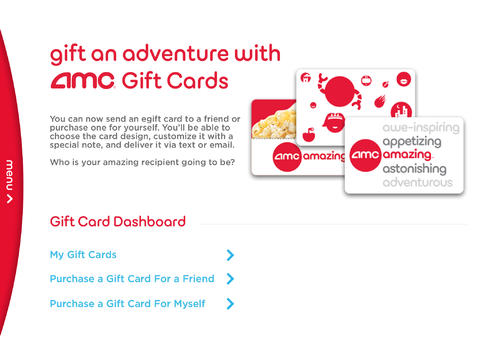 gift an adventure with
amc Gift Cards
You can now send an egift card to a friend or
purchase one for yourself. You'll be able to
choose the card design, customize it with a
special note, and deliver it via text or email.
Who is your amazing recipient going to be?
amc amazing
awe-inspiring
appetizing
amc amazing.
astonishing
adventurous
menu
Gift Card Dashboard
My Gift Cards
Purchase a Gift Card For a Friend
Purchase a Gift Card For Myself